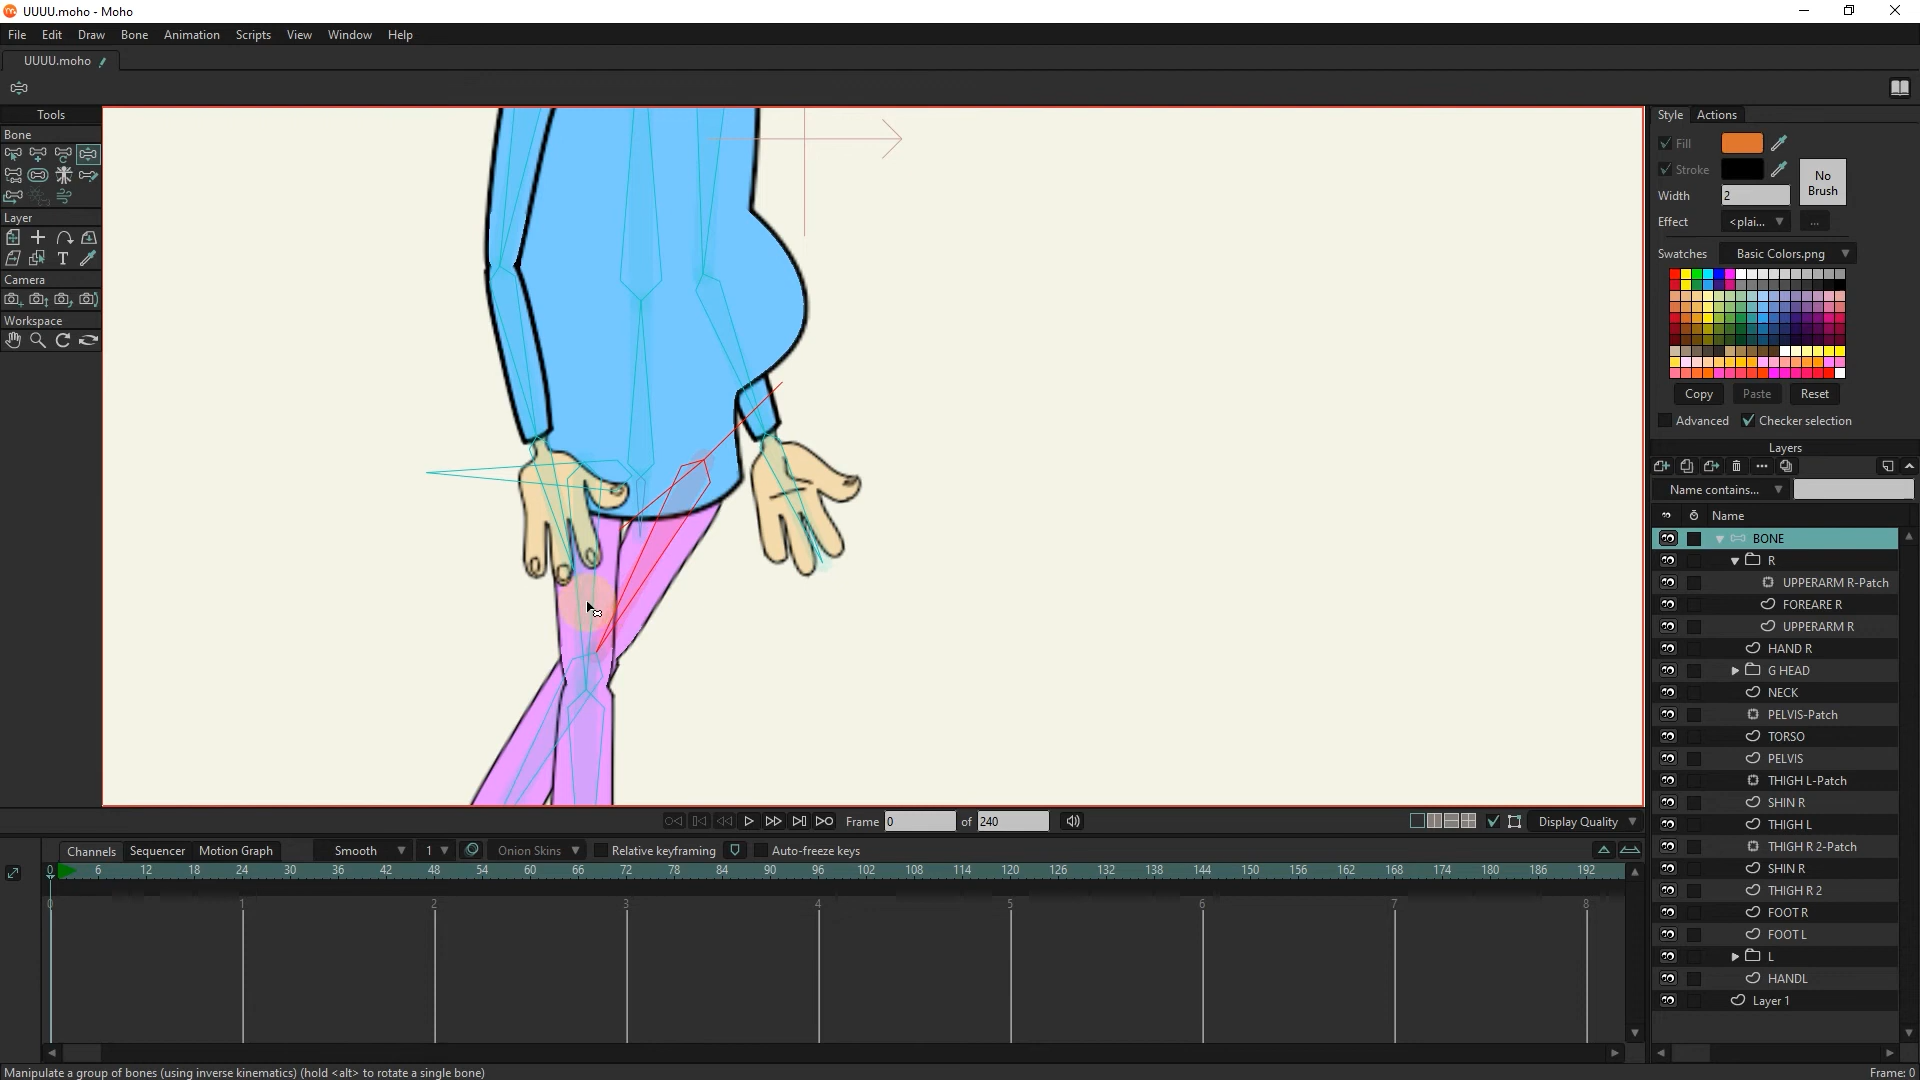 UUUU.moho - Moho
File Edit Draw Bone Animation Scripts View Window Help
UUUU.moho
Tools
Bone
Layer
Camera
Workspace
Style Actions
Fill
Stroke
No Brush
Width 2
Effect <plai... ...
Swatches Basic Colors.png
Copy Paste Reset
Advanced Checker selection
Layers
Name contains...
Name
BONE
R
UPPERARM R-Patch
FOREARE R
UPPERARM R
HAND R
G HEAD
NECK
PELVIS-Patch
TORSO
PELVIS
THIGH L-Patch
SHIN R
THIGH L
THIGH R 2-Patch
SHIN R
THIGH R 2
FOOT R
FOOT L
L
HANDL
Layer 1
Frame 0 of 240 Display Quality
Channels Sequencer Motion Graph Smooth 1 Onion Skins Relative keyframing Auto-freeze keys
0 6 12 18 24 30 36 42 48 54 60 66 72 78 84 90 96 102 108 114 120 126 132 138 144 150 156 162 168 174 180 186 192
0 1 2 3 4 5 6 7 8
Manipulate a group of bones (using inverse kinematics) (hold <alt> to rotate a single bone) Frame: 0